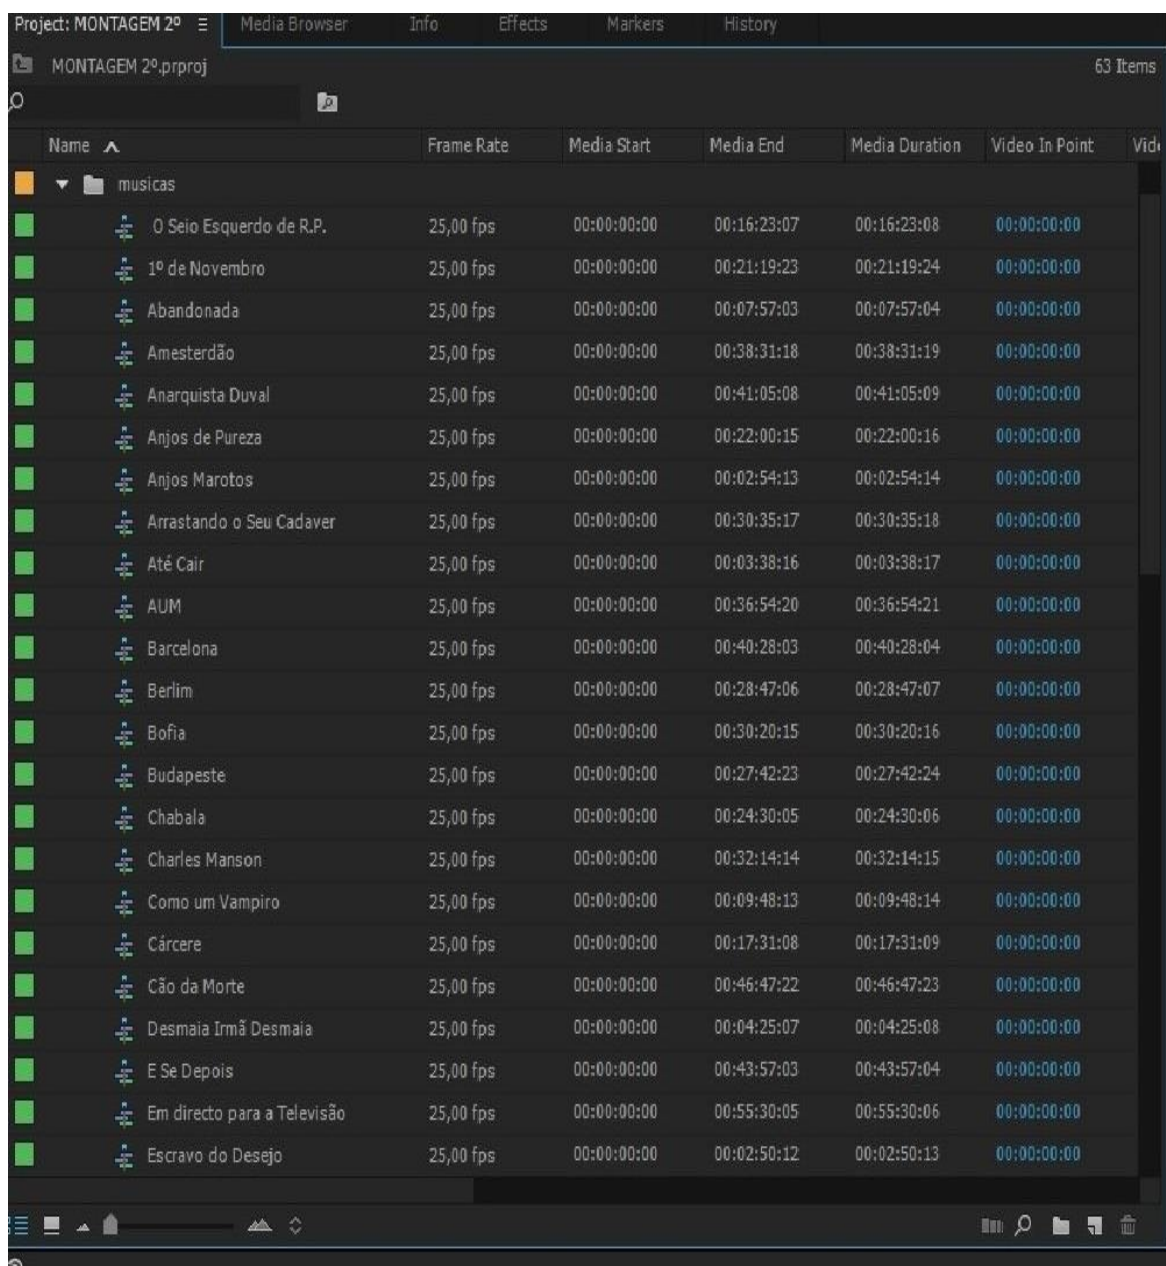 Project: MONTAGEM 2º Media Browser Info Effects Markers History
MONTAGEM 2º.prproj 63 Items
Name Frame Rate Media Start Media End Media Duration Video In Point Vide
musicas
O Seio Esquerdo de R.P. 25,00 fps 00:00:00:00 00:16:23:07 00:16:23:08 00:00:00:00
1º de Novembro 25,00 fps 00:00:00:00 00:21:19:23 00:21:19:24 00:00:00:00
Abandonada 25,00 fps 00:00:00:00 00:07:57:03 00:07:57:04 00:00:00:00
Amesterdão 25,00 fps 00:00:00:00 00:38:31:18 00:38:31:19 00:00:00:00
Anarquista Duval 25,00 fps 00:00:00:00 00:41:05:08 00:41:05:09 00:00:00:00
Anjos de Pureza 25,00 fps 00:00:00:00 00:22:00:15 00:22:00:16 00:00:00:00
Anjos Marotos 25,00 fps 00:00:00:00 00:02:54:13 00:02:54:14 00:00:00:00
Arrastando o Seu Cadaver 25,00 fps 00:00:00:00 00:30:35:17 00:30:35:18 00:00:00:00
Até Cair 25,00 fps 00:00:00:00 00:03:38:16 00:03:38:17 00:00:00:00
AUM 25,00 fps 00:00:00:00 00:36:54:20 00:36:54:21 00:00:00:00
Barcelona 25,00 fps 00:00:00:00 00:40:28:03 00:40:28:04 00:00:00:00
Berlim 25,00 fps 00:00:00:00 00:28:47:06 00:28:47:07 00:00:00:00
Bofia 25,00 fps 00:00:00:00 00:30:20:15 00:30:20:16 00:00:00:00
Budapeste 25,00 fps 00:00:00:00 00:27:42:23 00:27:42:24 00:00:00:00
Chabala 25,00 fps 00:00:00:00 00:24:30:05 00:24:30:06 00:00:00:00
Charles Manson 25,00 fps 00:00:00:00 00:32:14:14 00:32:14:15 00:00:00:00
Como um Vampiro 25,00 fps 00:00:00:00 00:09:48:13 00:09:48:14 00:00:00:00
Cárcere 25,00 fps 00:00:00:00 00:17:31:08 00:17:31:09 00:00:00:00
Cão da Morte 25,00 fps 00:00:00:00 00:46:47:22 00:46:47:23 00:00:00:00
Desmaia Irmã Desmaia 25,00 fps 00:00:00:00 00:04:25:07 00:04:25:08 00:00:00:00
E Se Depois 25,00 fps 00:00:00:00 00:43:57:03 00:43:57:04 00:00:00:00
Em directo para a Televisão 25,00 fps 00:00:00:00 00:55:30:05 00:55:30:06 00:00:00:00
Escravo do Desejo 25,00 fps 00:00:00:00 00:02:50:12 00:02:50:13 00:00:00:00